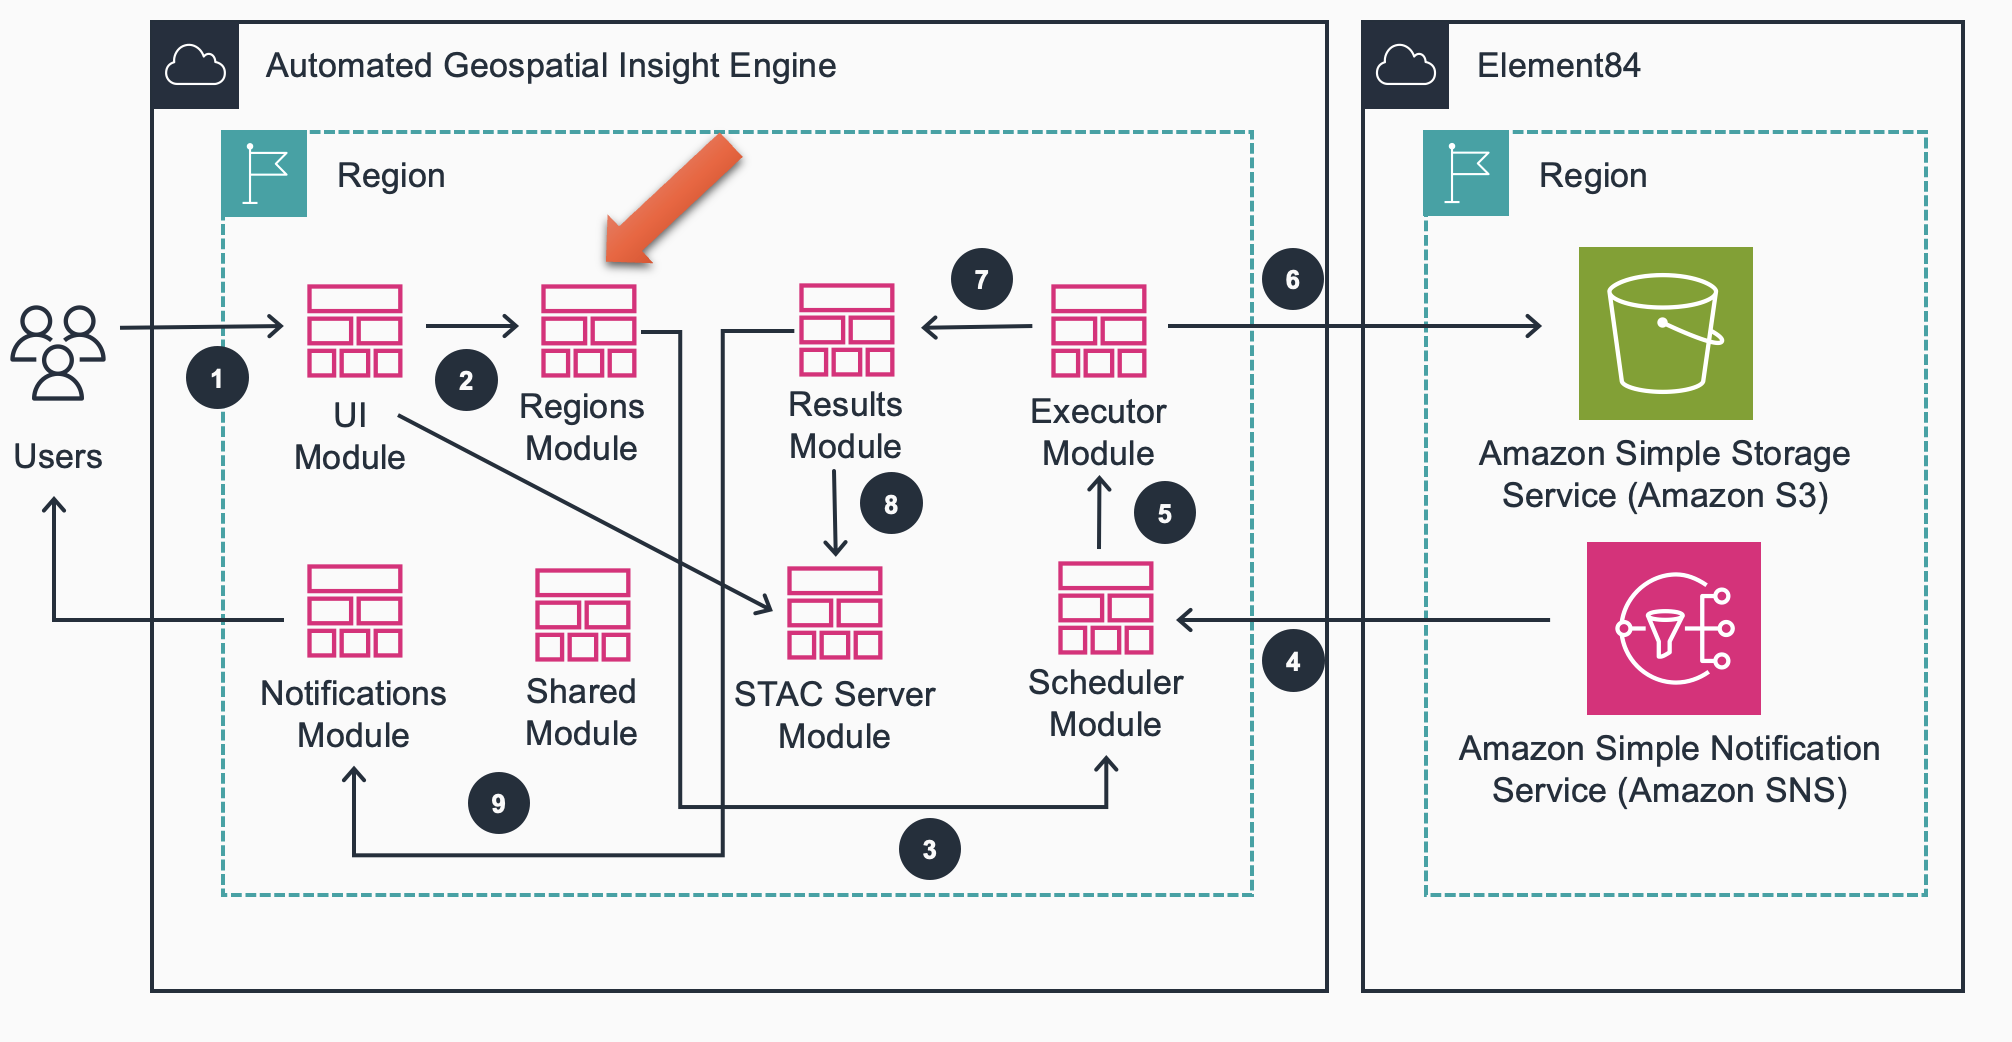 Automated Geospatial Insight Engine
Element84
Region
Region
7
6
1
2
UI
Module
Regions
Module
Results
Module
Executor
Module
Users
Amazon Simple Storage
Service (Amazon S3)
8
5
4
Notifications
Module
Shared
Module
STAC Server
Module
Scheduler
Module
Amazon Simple Notification
Service (Amazon SNS)
9
3